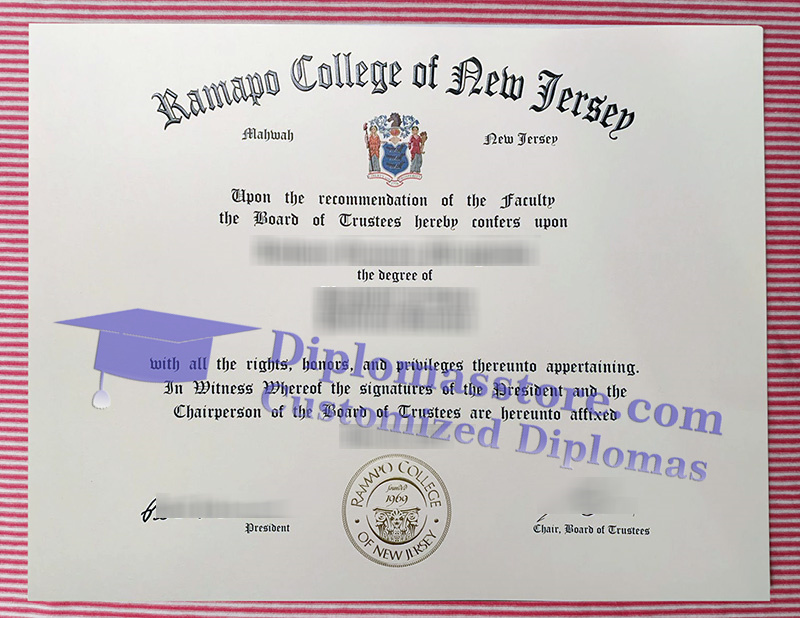 Ramapo College of New Jersey
Mahwah
New Jersey
Upon the recommendation of the Faculty
the Board of Trustees hereby confers upon
the degree of
with all the rights, honors, and privileges thereunto appertaining.
In Witness Whereof the signatures of the President and the
Chairperson of the Board of Trustees are hereunto affixed
Diplomasstore.com
Customized Diplomas
RAMAPO COLLEGE
founded
1969
OF NEW JERSEY
President
Chair, Board of Trustees